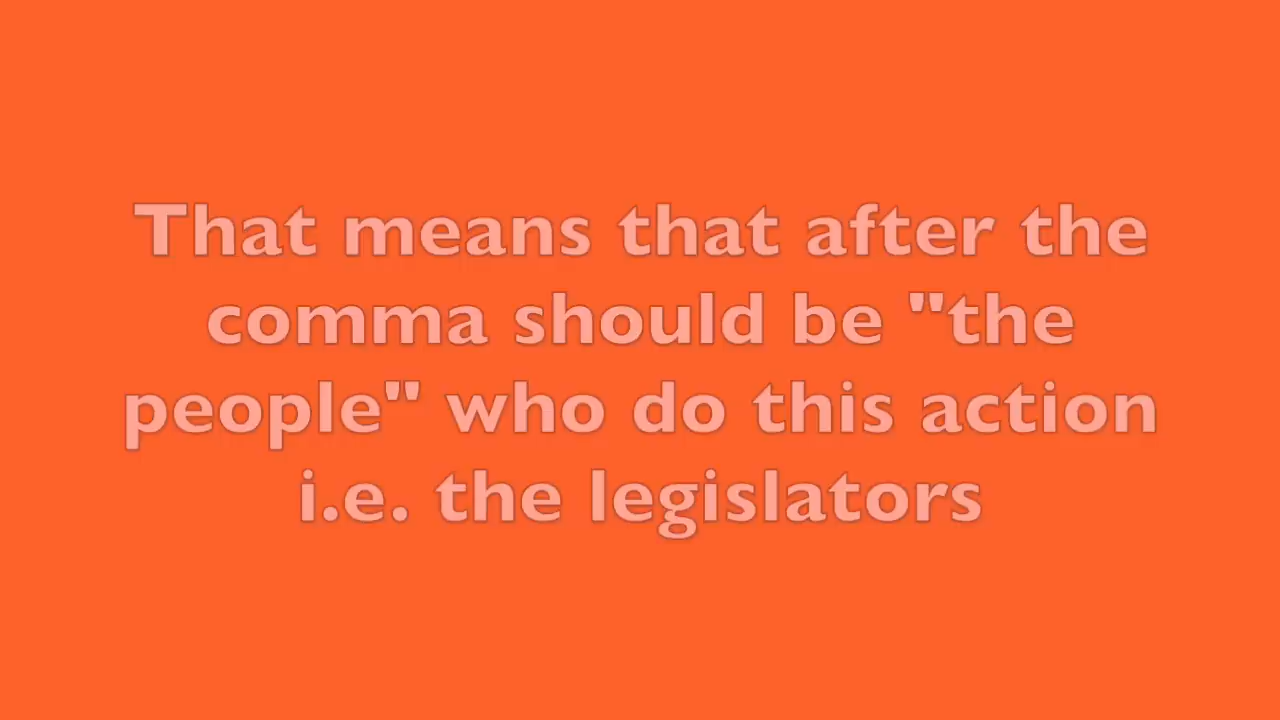 That means that after the
comma should be "the
people" who do this action
i.e. the legislators